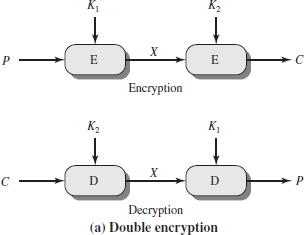 K1 K2
P E X E C
Encryption
K2 K1
C D X D P
Decryption
(a) Double encryption